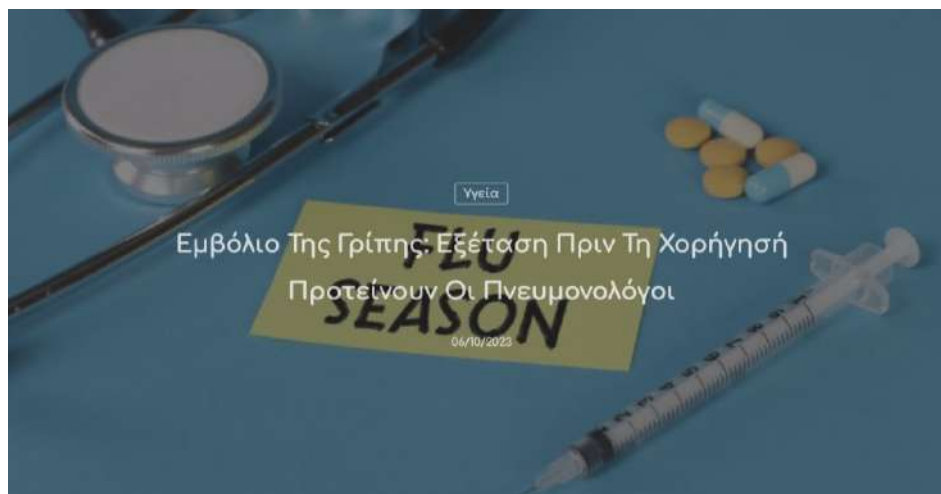 Υγεία
Εμβόλιο Της Γρίπης: Εξέταση Πριν Τη Χορήγησή
Προτείνουν Οι Πνευμονολόγοι
06/10/2023
FLU
SEASON